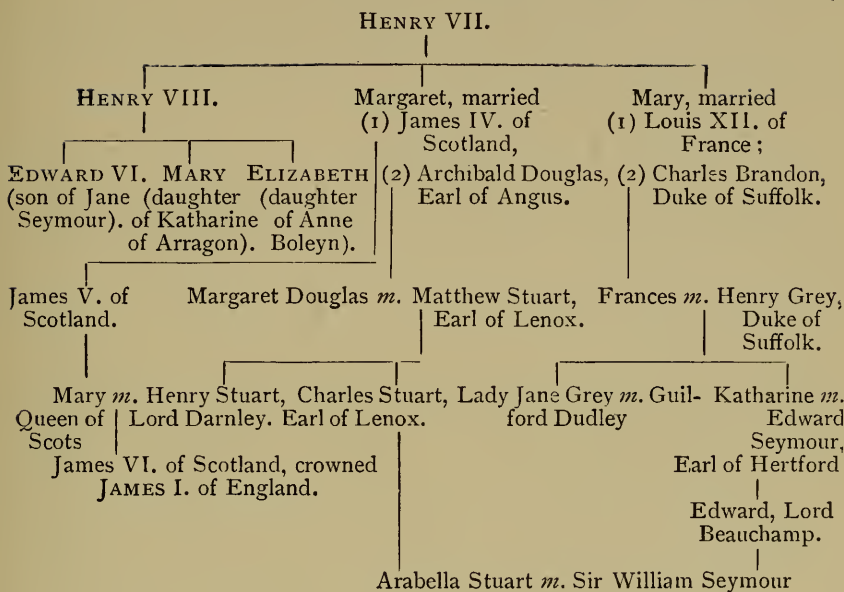 HENRY VII.
HENRY VIII. Margaret, married Mary, married
(1) James IV. of (1) Louis XII. of
Scotland, France ;
EDWARD VI. MARY ELIZABETH (2) Archibald Douglas, (2) Charles Brandon,
(son of Jane (daughter (daughter Earl of Angus. Duke of Suffolk.
Seymour). of Katharine of Anne
of Arragon). Boleyn).
James V. of Margaret Douglas m. Matthew Stuart, Frances m. Henry Grey,
Scotland. Earl of Lenox. Duke of
Suffolk.
Mary m. Henry Stuart, Charles Stuart, Lady Jane Grey m. Guil- Katharine m.
Queen of Lord Darnley. Earl of Lenox. ford Dudley Edward
Scots Seymour,
James VI. of Scotland, crowned Earl of Hertford
JAMES I. of England.
Edward, Lord
Beauchamp.
Arabella Stuart m. Sir William Seymour